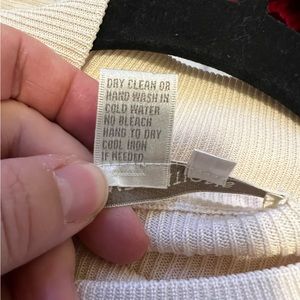 DRY CLEAN OR
HAND WASH IN
COLD WATER
NO BLEACH
HANG TO DRY
COOL IRON
IF NEEDED